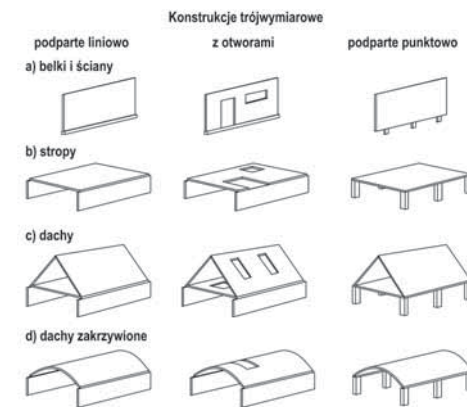 Konstrukcje trójwymiarowe
podparte liniowo z otworami podparte punktowo
a) belki i ściany
b) stropy
c) dachy
d) dachy zakrzywione